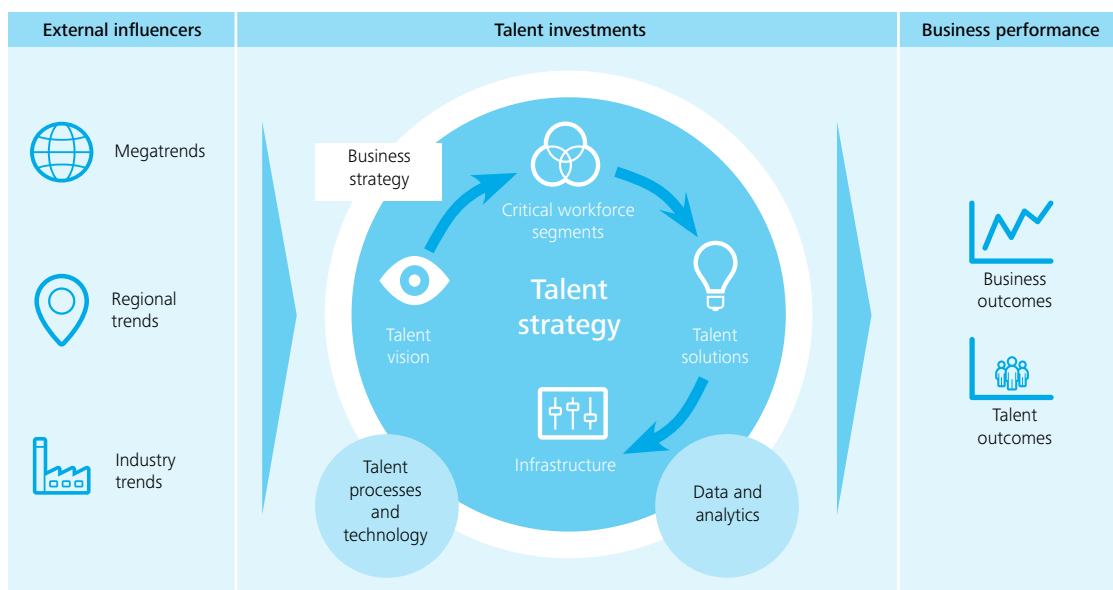 External influencers
Talent investments
Business performance
Megatrends
Regional
trends
Industry
trends
Business
strategy
Critical workforce
segments
Talent
vision
Talent
strategy
Talent
solutions
Infrastructure
Talent
processes
and
technology
Data and
analytics
Business
outcomes
Talent
outcomes